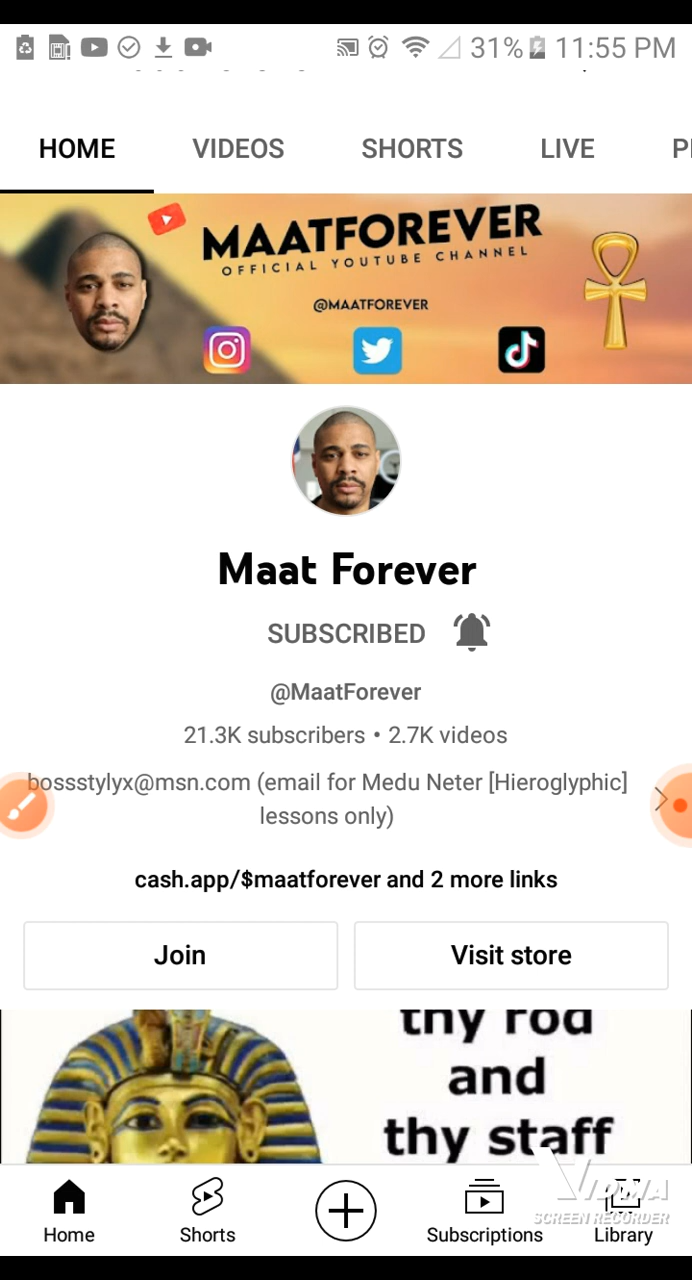 31% 11:55 PM
HOME VIDEOS SHORTS LIVE
MAATFOREVER
OFFICIAL YOUTUBE CHANNEL
@MAATFOREVER
Maat Forever
SUBSCRIBED
@MaatForever
21.3K subscribers • 2.7K videos
bossstylyx@msn.com (email for Medu Neter [Hieroglyphic]
lessons only)
cash.app/$maatforever and 2 more links
Join Visit store
thy rod
and
thy staff
Home Shorts Subscriptions Library
VIDMA
SCREEN RECORDER